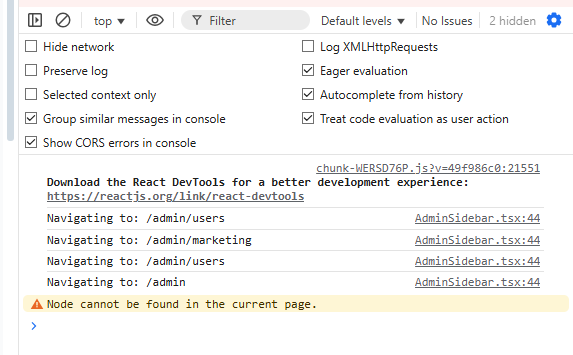 top Filter Default levels No Issues 2 hidden
Hide network Log XMLHttpRequests
Preserve log Eager evaluation
Selected context only Autocomplete from history
Group similar messages in console Treat code evaluation as user action
Show CORS errors in console
chunk-WERSD76P.js?v=49f986c0:21551
Download the React DevTools for a better development experience:
https://reactjs.org/link/react-devtools
Navigating to: /admin/users AdminSidebar.tsx:44
Navigating to: /admin/marketing AdminSidebar.tsx:44
Navigating to: /admin/users AdminSidebar.tsx:44
Navigating to: /admin AdminSidebar.tsx:44
Node cannot be found in the current page.